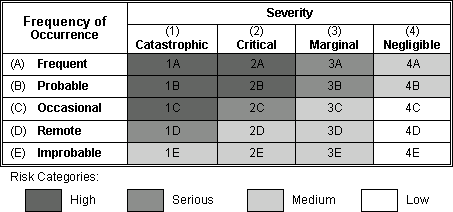 Frequency of Occurrence Severity
(1) Catastrophic (2) Critical (3) Marginal (4) Negligible
(A) Frequent 1A 2A 3A 4A
(B) Probable 1B 2B 3B 4B
(C) Occasional 1C 2C 3C 4C
(D) Remote 1D 2D 3D 4D
(E) Improbable 1E 2E 3E 4E
Risk Categories:
High Serious Medium Low